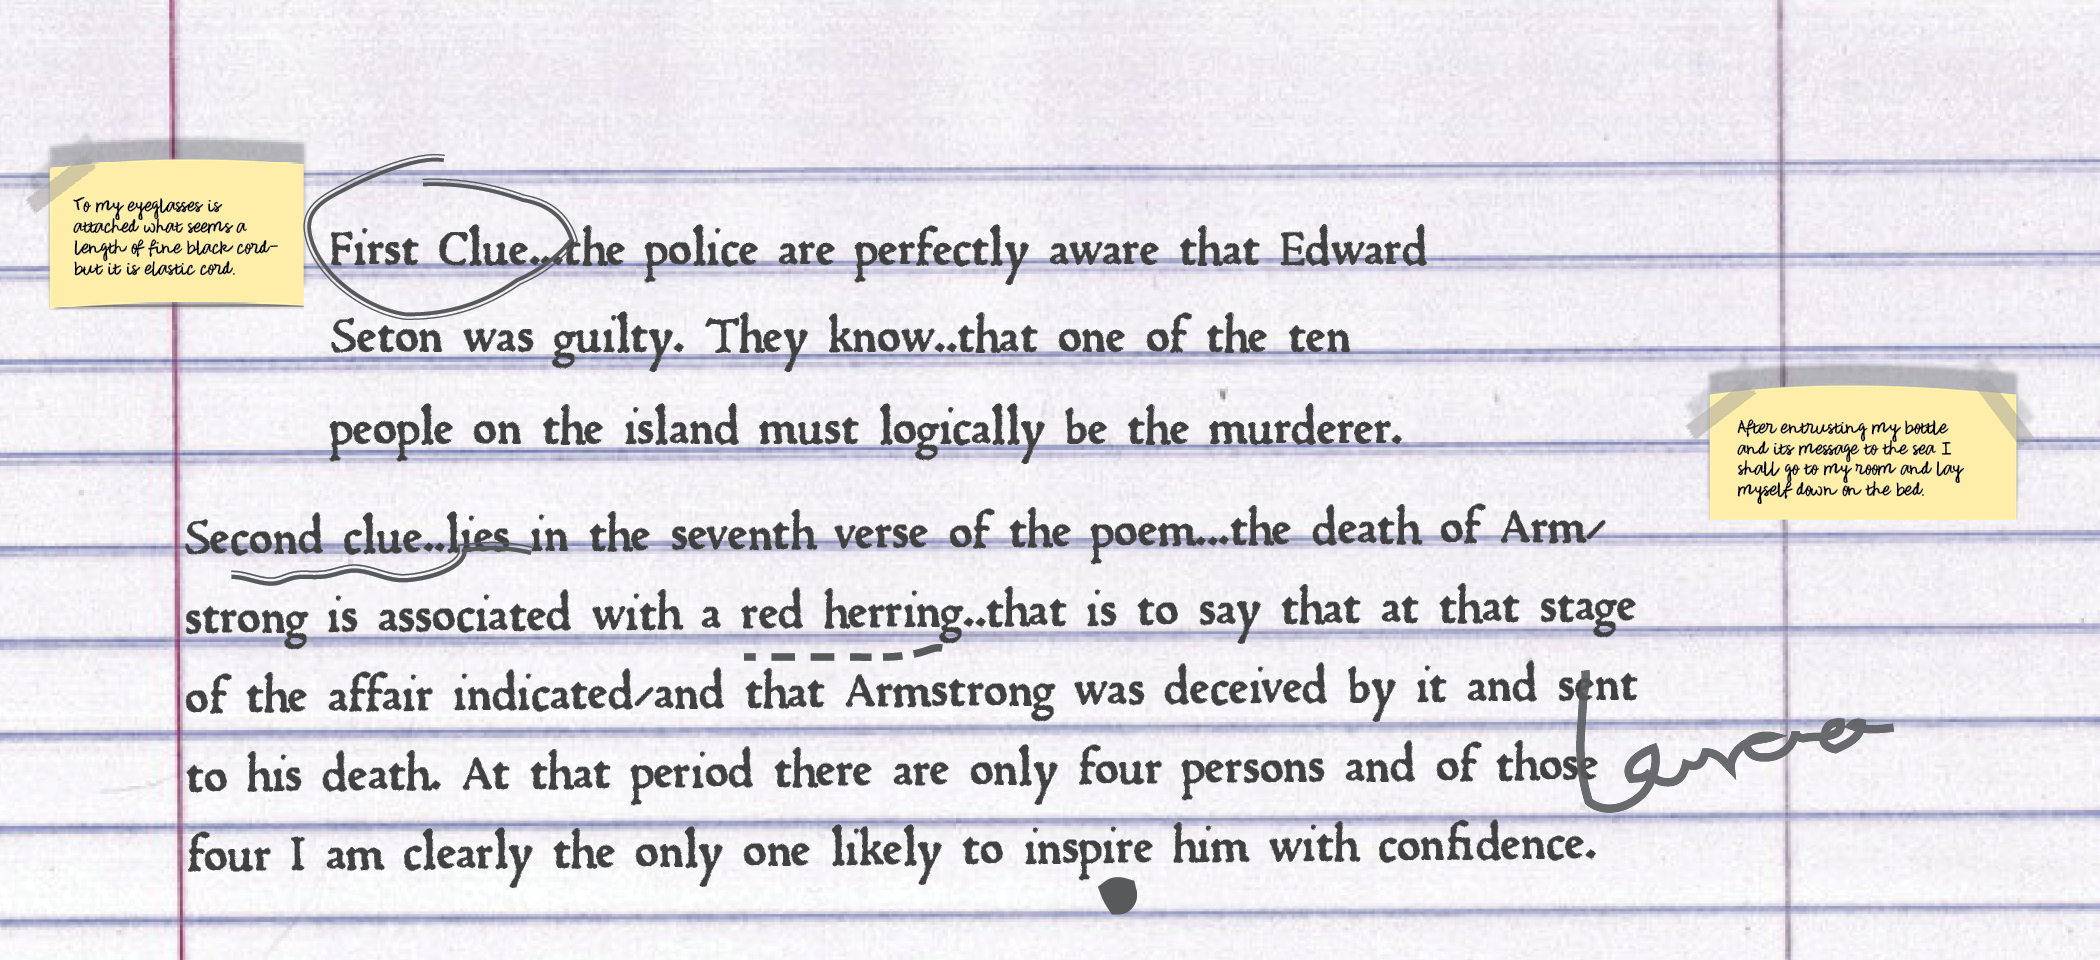 To my eyeglasses is
attached what seems a
length of fine black cord-
but it is elastic cord.
First Clue...the police are perfectly aware that Edward
Seton was guilty. They know..that one of the ten
people on the island must logically be the murderer.
After entrusting my bottle
and its message to the sea I
shall go to my room and lay
myself down on the bed.
Second clue..lies in the seventh verse of the poem...the death of Arm-
strong is associated with a red herring..that is to say that at that stage
of the affair indicated-and that Armstrong was deceived by it and sent
to his death. At that period there are only four persons and of those
four I am clearly the only one likely to inspire him with confidence.